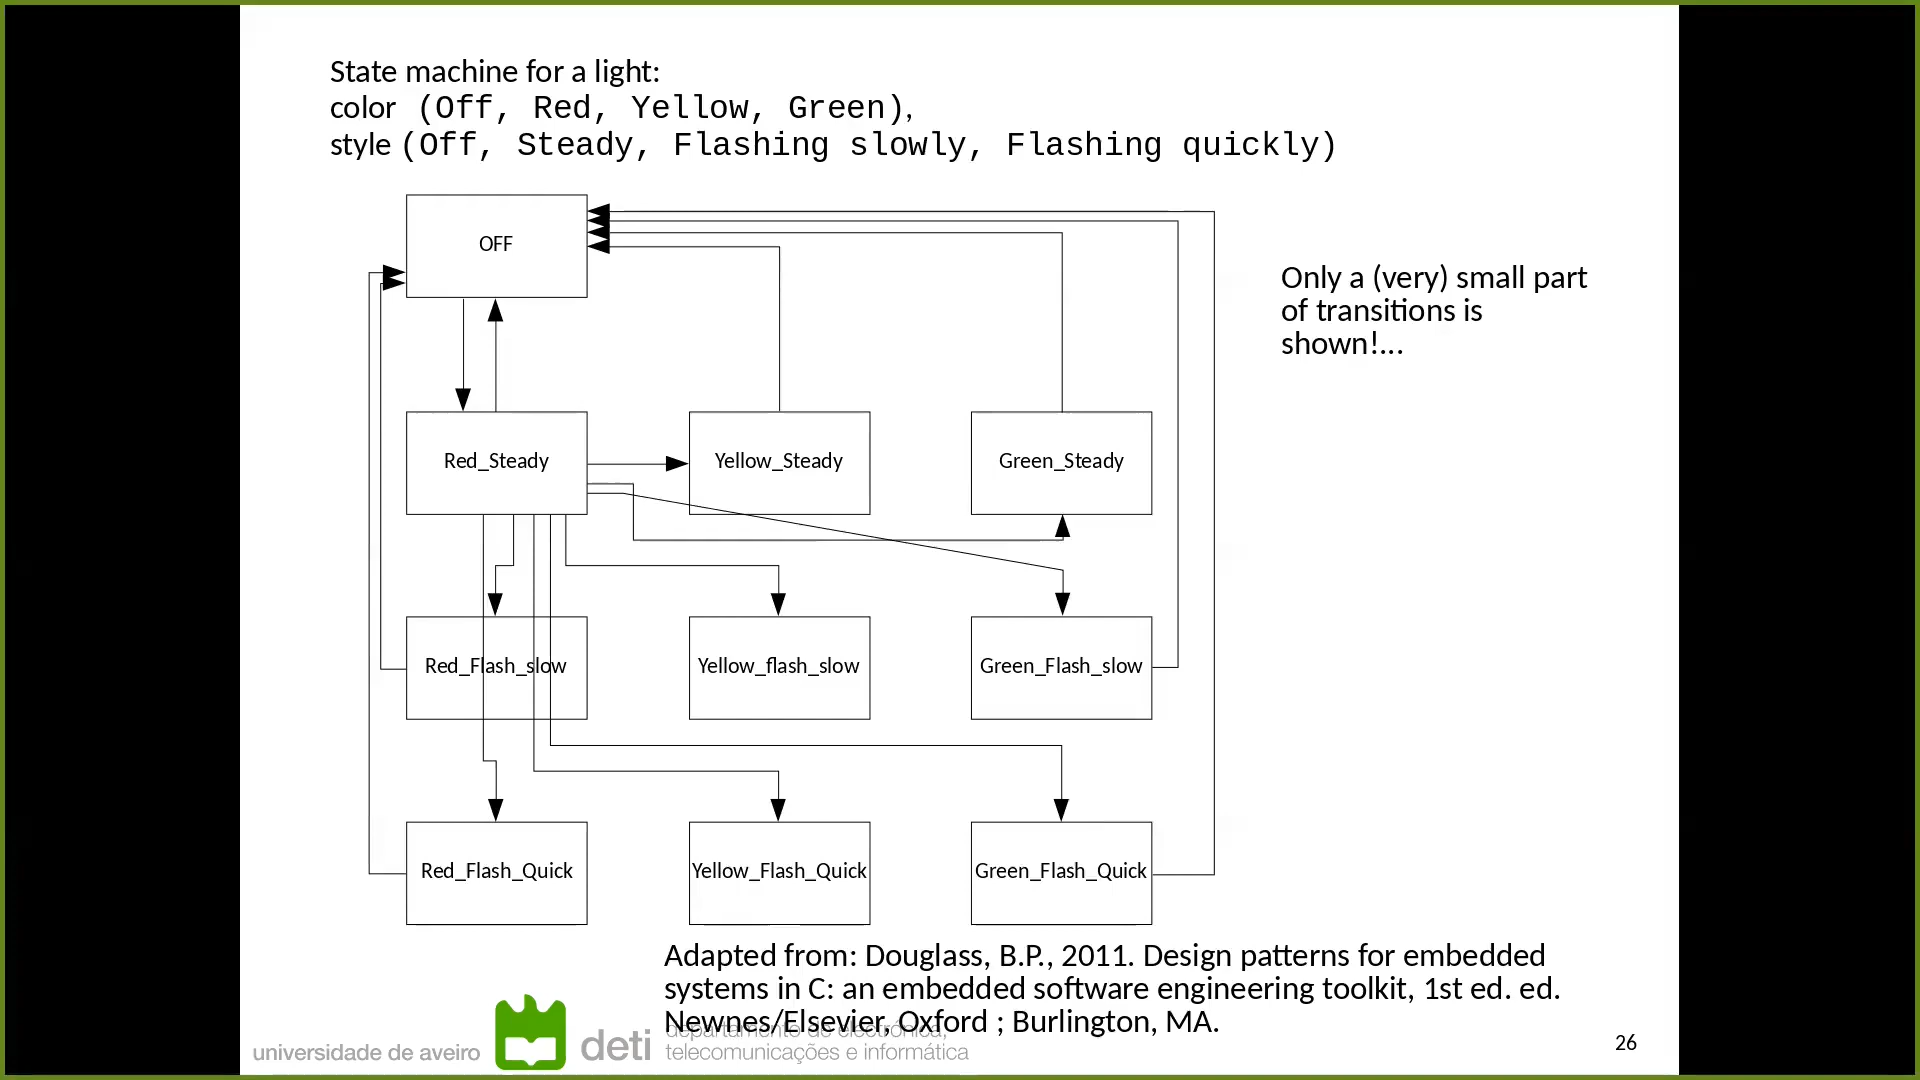 State machine for a light:
color (Off, Red, Yellow, Green),
style (Off, Steady, Flashing slowly, Flashing quickly)
OFF
Only a (very) small part
of transitions is
shown!...
Red_Steady
Yellow_Steady
Green_Steady
Red_Flash_slow
Yellow_flash_slow
Green_Flash_slow
Red_Flash_Quick
Yellow_Flash_Quick
Green_Flash_Quick
Adapted from: Douglass, B.P., 2011. Design patterns for embedded
systems in C: an embedded software engineering toolkit, 1st ed. ed.
Newnes/Elsevier, Oxford ; Burlington, MA.
universidade de aveiro
deti
departamento de electrónica,
telecomunicações e informática
26